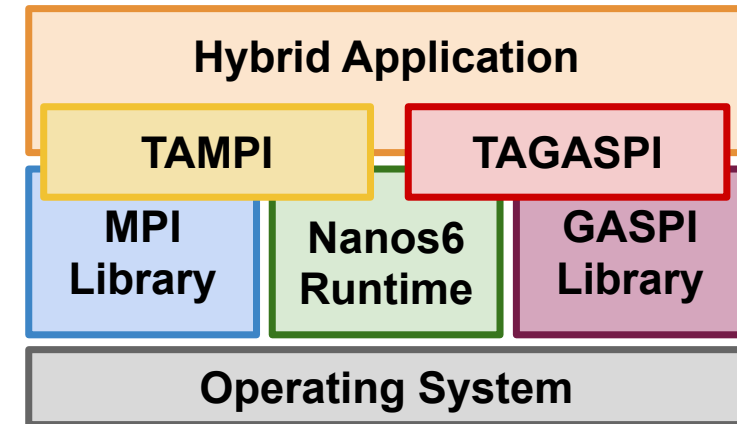 Hybrid Application
TAMPI
TAGASPI
MPI
Library
Nanos6
Runtime
GASPI
Library
Operating System